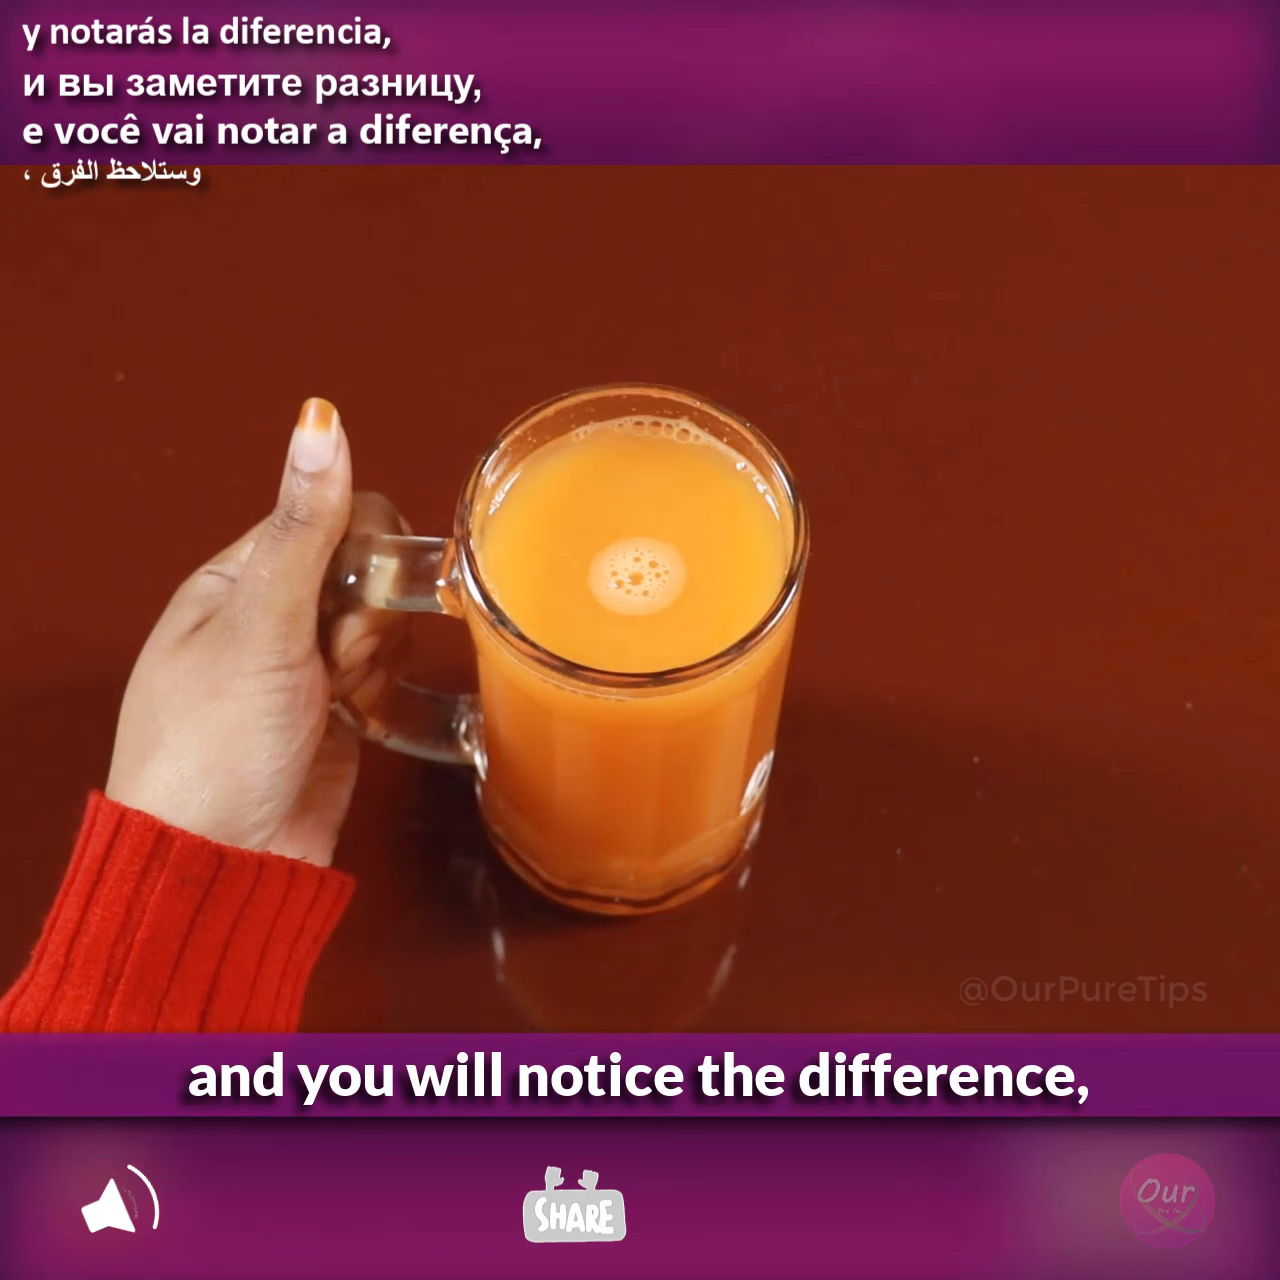 y notarás la diferencia,
и вы заметите разницу,
e você vai notar a diferença,
وستلاحظ الفرق ،
@OurPureTips
and you will notice the difference,
SHARE
Our